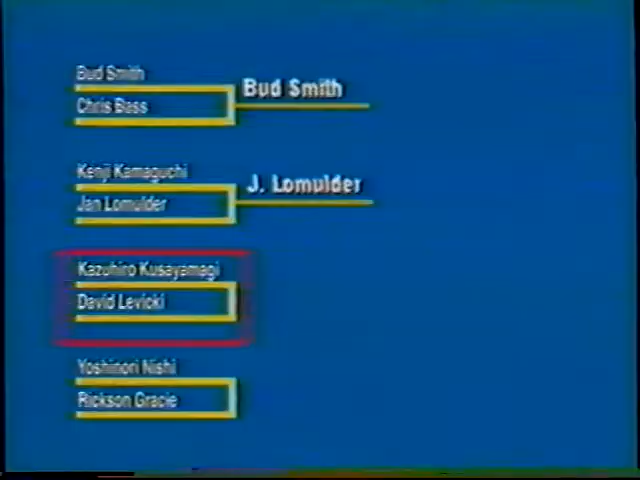 Bud Smith
Chris Bass
Bud Smith
Kenji Kamaguchi
Jan Lomulder
J. Lomulder
Kazuhiro Kusayamagi
David Levicki
Yoshinori Nishi
Rickson Gracie